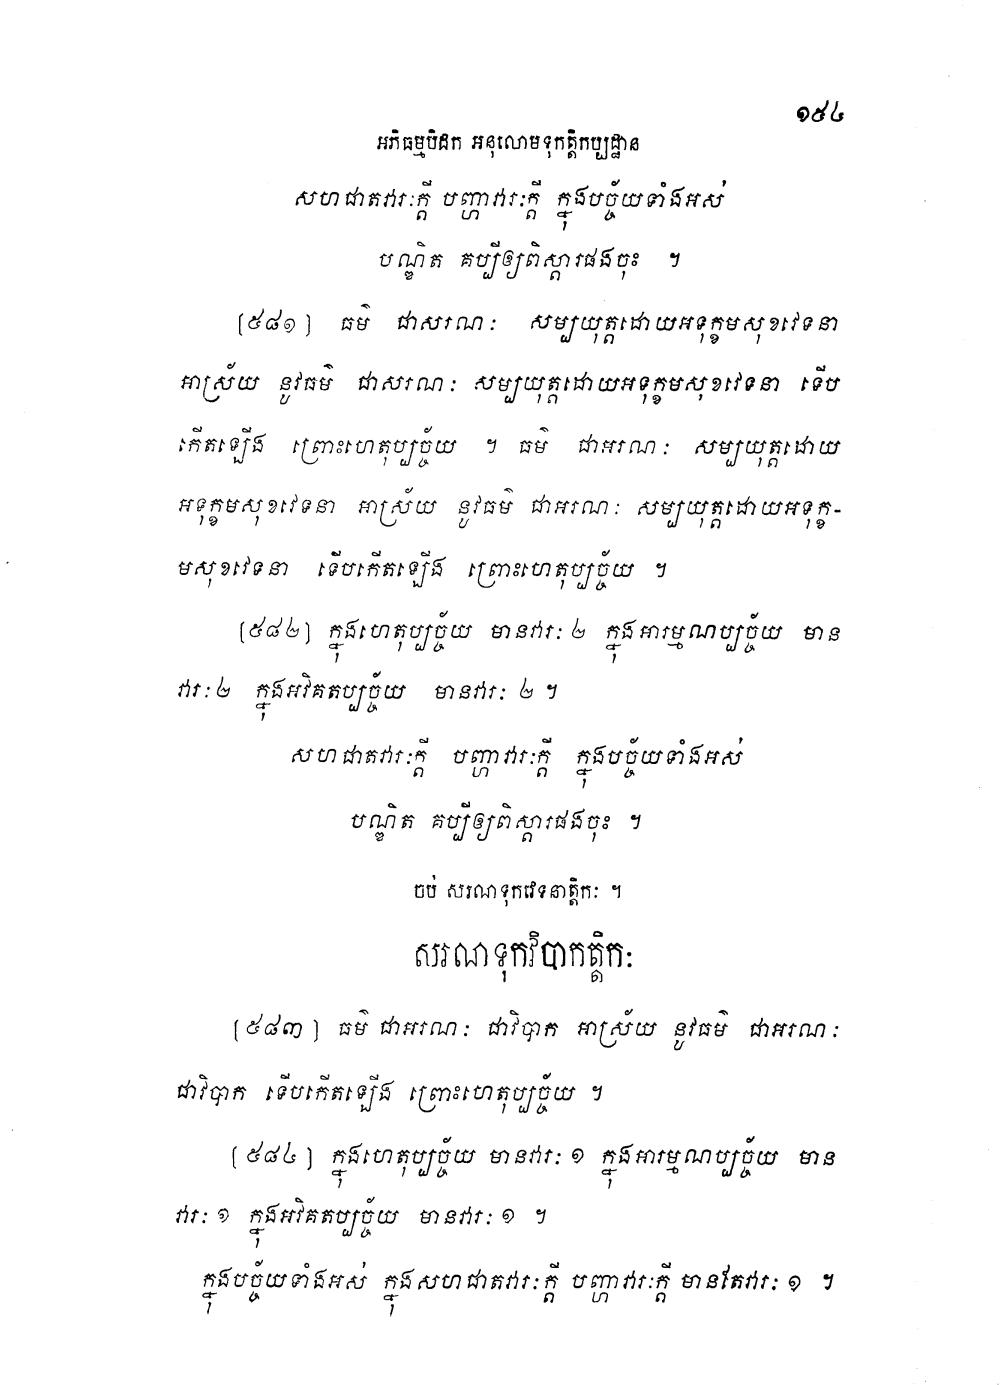 ១៥៤
អភិធម្មបិដក អនុលោមទុកត្តិកប្បដ្ឋាន
សហជាតវារៈក្តី បញ្ហាវារៈក្តី ក្នុងបច្ច័យទាំងអស់
បណ្ឌិត គប្បីឲ្យពិស្តារផងចុះ ។
[៥៨១] ធម៌ ជាសរណៈ សម្បយុត្តដោយអទុក្ខមសុខវេទនា
អាស្រ័យ នូវធម៌ ជាសរណៈ សម្បយុត្តដោយអទុក្ខមសុខវេទនា ទើប
កើតឡើង ព្រោះហេតុប្បច្ច័យ ។ ធម៌ ជាអរណៈ សម្បយុត្តដោយ
អទុក្ខមសុខវេទនា អាស្រ័យ នូវធម៌ ជាអរណៈ សម្បយុត្តដោយអទុក្ខ-
មសុខវេទនា ទើបកើតឡើង ព្រោះហេតុប្បច្ច័យ ។
[៥៨២] ក្នុងហេតុប្បច្ច័យ មានវារៈ ២ ក្នុងអារម្មណប្បច្ច័យ មាន
វារៈ ២ ក្នុងអវិគតប្បច្ច័យ មានវារៈ ២ ។
សហជាតវារៈក្តី បញ្ហាវារៈក្តី ក្នុងបច្ច័យទាំងអស់
បណ្ឌិត គប្បីឲ្យពិស្តារផងចុះ ។
ចប់ សរណទុកវេទនាត្តិកៈ ។
សរណទុកវិបាកត្តិកៈ
[៥៨៣] ធម៌ ជាអរណៈ ជាវិបាក អាស្រ័យ នូវធម៌ ជាអរណៈ
ជាវិបាក ទើបកើតឡើង ព្រោះហេតុប្បច្ច័យ ។
[៥៨៤] ក្នុងហេតុប្បច្ច័យ មានវារៈ ១ ក្នុងអារម្មណប្បច្ច័យ មាន
វារៈ ១ ក្នុងអវិគតប្បច្ច័យ មានវារៈ ១ ។
ក្នុងបច្ច័យទាំងអស់ ក្នុងសហជាតវារៈក្តី បញ្ហាវារៈក្តី មានតែវារៈ ១ ។